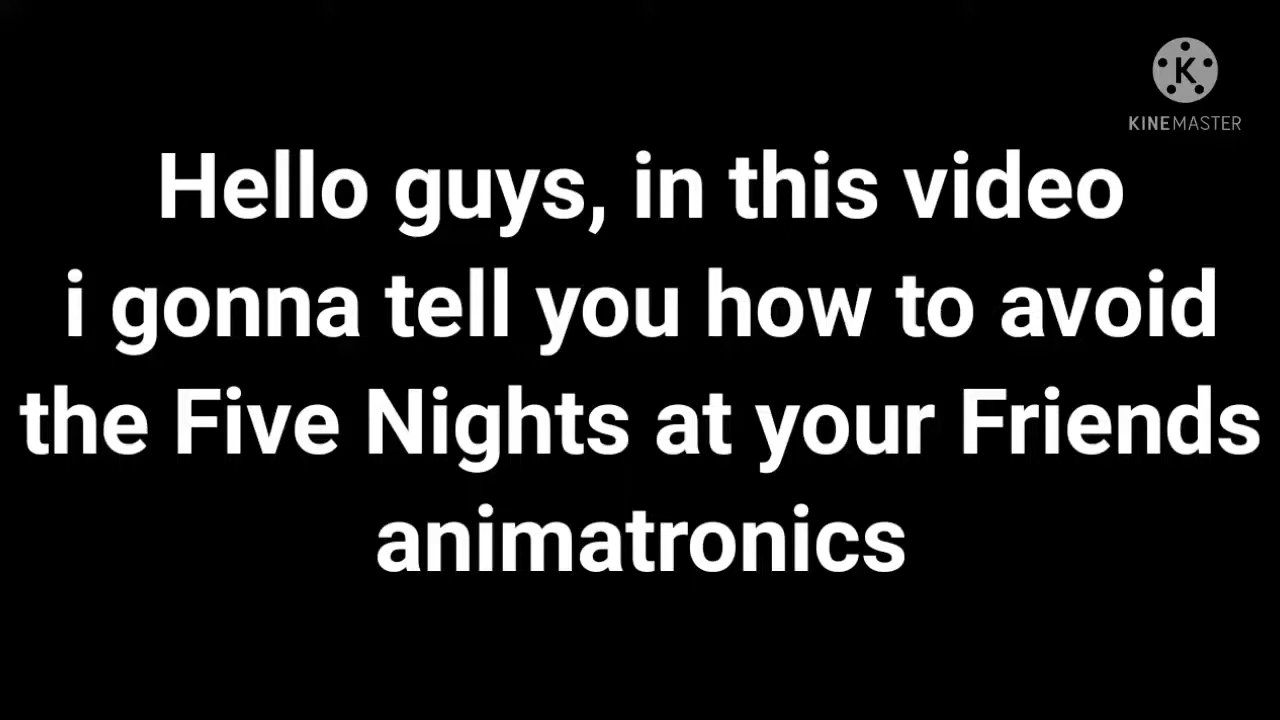 K
KINEMASTER
Hello guys, in this video
i gonna tell you how to avoid
the Five Nights at your Friends
animatronics